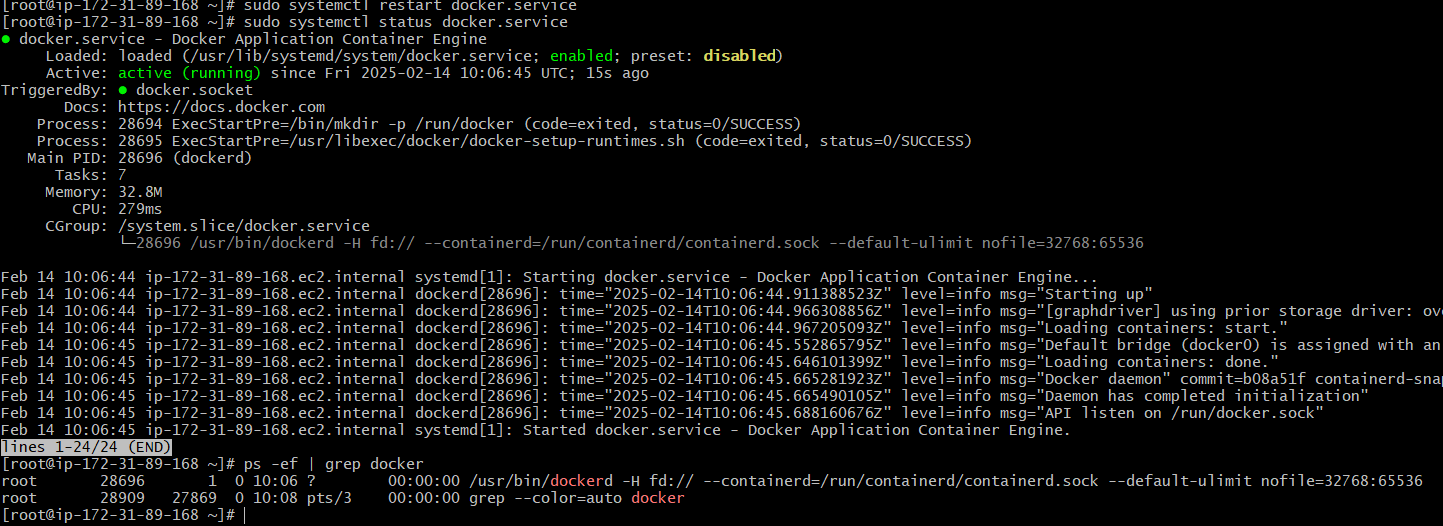 [root@ip-172-31-89-168 ~]# sudo systemctl restart docker.service
[root@ip-172-31-89-168 ~]# sudo systemctl status docker.service
● docker.service - Docker Application Container Engine
     Loaded: loaded (/usr/lib/systemd/system/docker.service; enabled; preset: disabled)
     Active: active (running) since Fri 2025-02-14 10:06:45 UTC; 15s ago
TriggeredBy: ● docker.socket
       Docs: https://docs.docker.com
    Process: 28694 ExecStartPre=/bin/mkdir -p /run/docker (code=exited, status=0/SUCCESS)
    Process: 28695 ExecStartPre=/usr/libexec/docker/docker-setup-runtimes.sh (code=exited, status=0/SUCCESS)
   Main PID: 28696 (dockerd)
      Tasks: 7
     Memory: 32.8M
        CPU: 279ms
     CGroup: /system.slice/docker.service
             └─28696 /usr/bin/dockerd -H fd:// --containerd=/run/containerd/containerd.sock --default-ulimit nofile=32768:65536
Feb 14 10:06:44 ip-172-31-89-168.ec2.internal systemd[1]: Starting docker.service - Docker Application Container Engine...
Feb 14 10:06:44 ip-172-31-89-168.ec2.internal dockerd[28696]: time="2025-02-14T10:06:44.911388523Z" level=info msg="Starting up"
Feb 14 10:06:44 ip-172-31-89-168.ec2.internal dockerd[28696]: time="2025-02-14T10:06:44.966308856Z" level=info msg="[graphdriver] using prior storage driver: ove
Feb 14 10:06:44 ip-172-31-89-168.ec2.internal dockerd[28696]: time="2025-02-14T10:06:44.967205093Z" level=info msg="Loading containers: start."
Feb 14 10:06:45 ip-172-31-89-168.ec2.internal dockerd[28696]: time="2025-02-14T10:06:45.552865795Z" level=info msg="Default bridge (docker0) is assigned with an
Feb 14 10:06:45 ip-172-31-89-168.ec2.internal dockerd[28696]: time="2025-02-14T10:06:45.646101399Z" level=info msg="Loading containers: done."
Feb 14 10:06:45 ip-172-31-89-168.ec2.internal dockerd[28696]: time="2025-02-14T10:06:45.665281923Z" level=info msg="Docker daemon" commit=b08a51f containerd-snap
Feb 14 10:06:45 ip-172-31-89-168.ec2.internal dockerd[28696]: time="2025-02-14T10:06:45.665490105Z" level=info msg="Daemon has completed initialization"
Feb 14 10:06:45 ip-172-31-89-168.ec2.internal dockerd[28696]: time="2025-02-14T10:06:45.688160676Z" level=info msg="API listen on /run/docker.sock"
Feb 14 10:06:45 ip-172-31-89-168.ec2.internal systemd[1]: Started docker.service - Docker Application Container Engine.
lines 1-24/24 (END)
[root@ip-172-31-89-168 ~]# ps -ef | grep docker
root       28696       1  0 10:06 ?        00:00:00 /usr/bin/dockerd -H fd:// --containerd=/run/containerd/containerd.sock --default-ulimit nofile=32768:65536
root       28909   27869  0 10:08 pts/3    00:00:00 grep --color=auto docker
[root@ip-172-31-89-168 ~]#